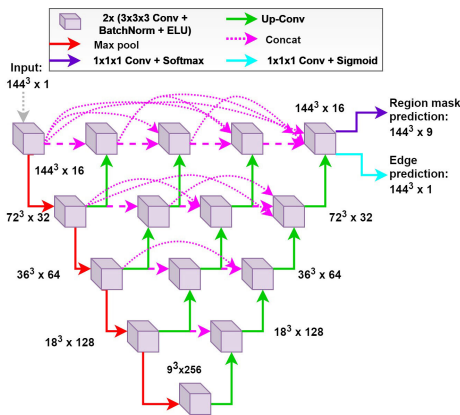 2x (3x3x3 Conv +
BatchNorm + ELU)
Up-Conv
Max pool
Concat
1x1x1 Conv + Softmax
1x1x1 Conv + Sigmoid
Input:
144³ x 1
144³ x 16
Region mask
prediction:
144³ x 9
144³ x 16
Edge
prediction:
144³ x 1
72³ x 32
72³ x 32
36³ x 64
36³ x 64
18³ x 128
18³ x 128
9³x256